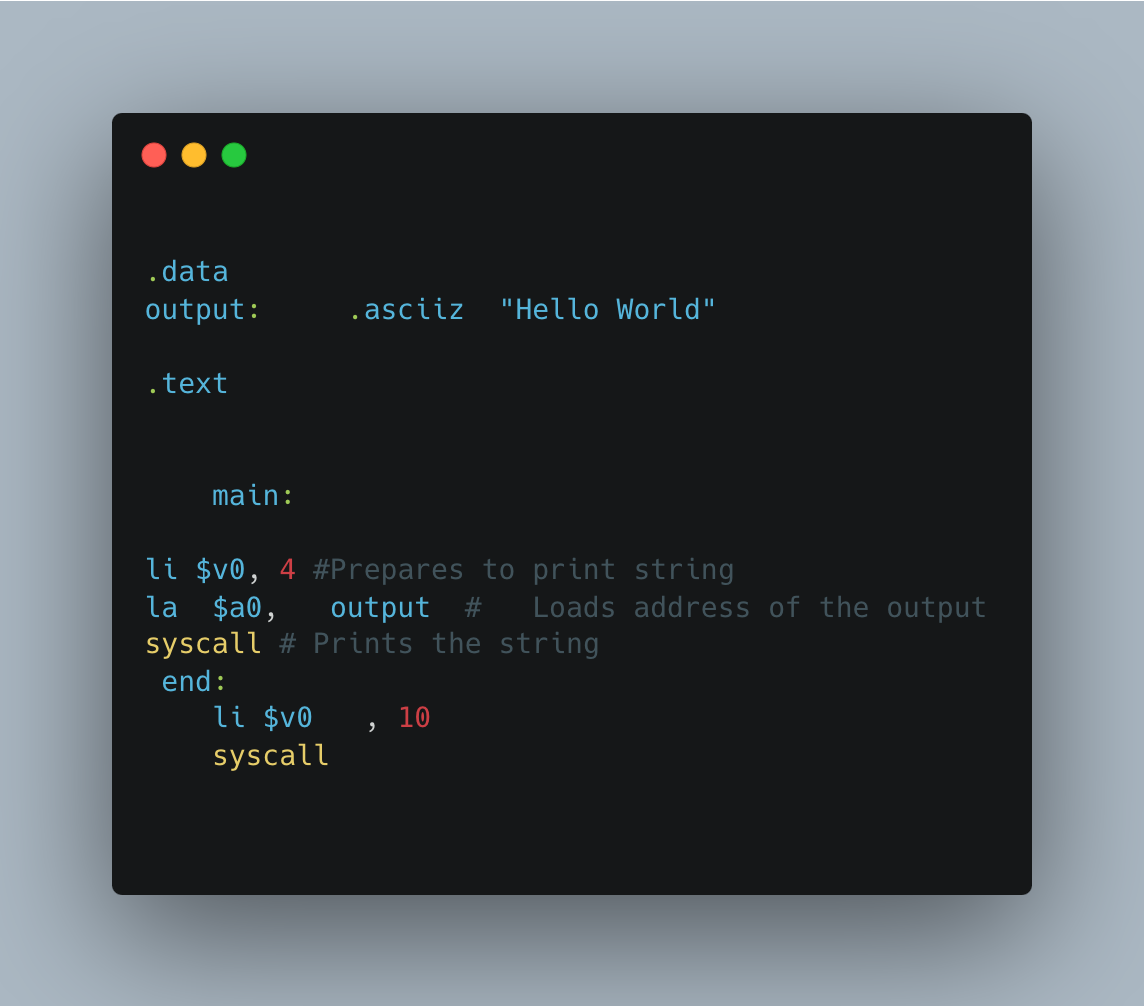 .data
output:     .asciiz  "Hello World"
.text
    main:
li $v0, 4 #Prepares to print string
la  $a0,   output  #   Loads address of the output
syscall # Prints the string
 end:
    li $v0   , 10
    syscall